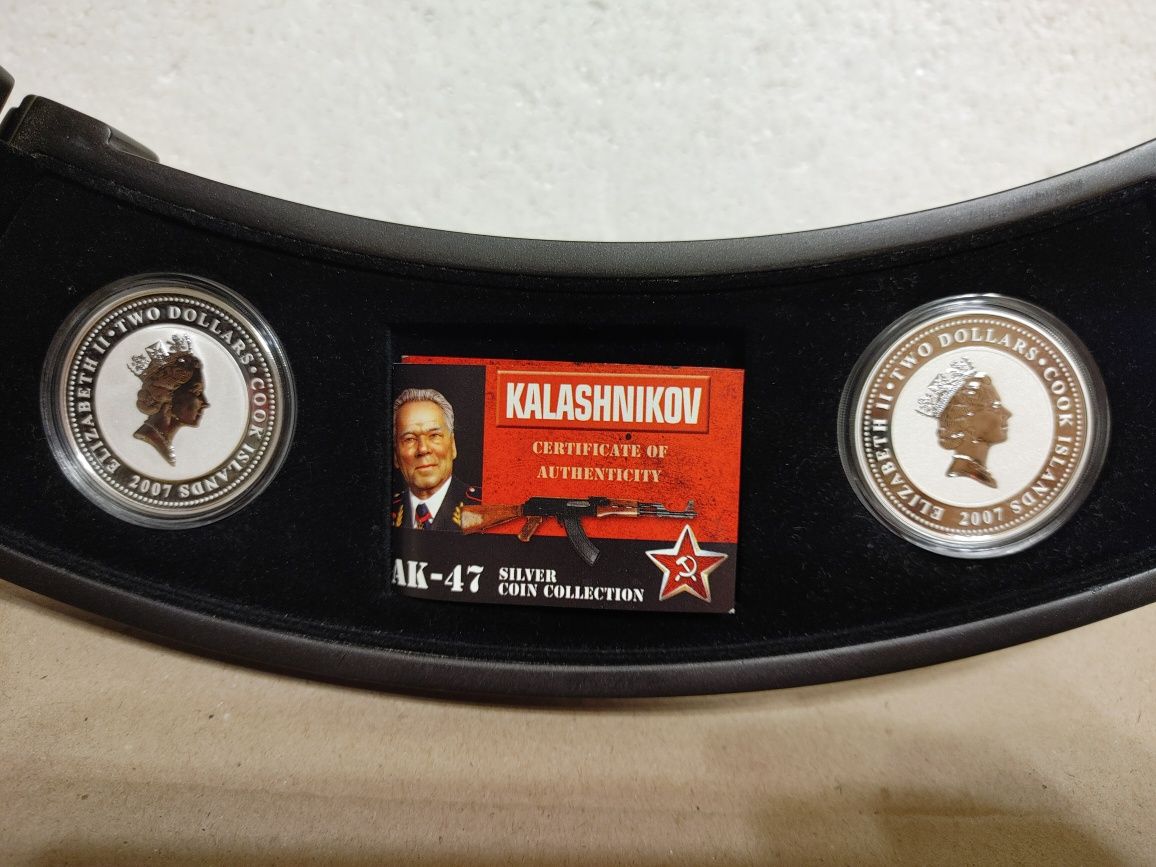 ELIZABETH II • TWO DOLLARS • COOK ISLANDS
2007
KALASHNIKOV
CERTIFICATE OF
AUTHENTICITY
AK-47 SILVER
COIN COLLECTION
ELIZABETH II • TWO DOLLARS • COOK ISLANDS
2007